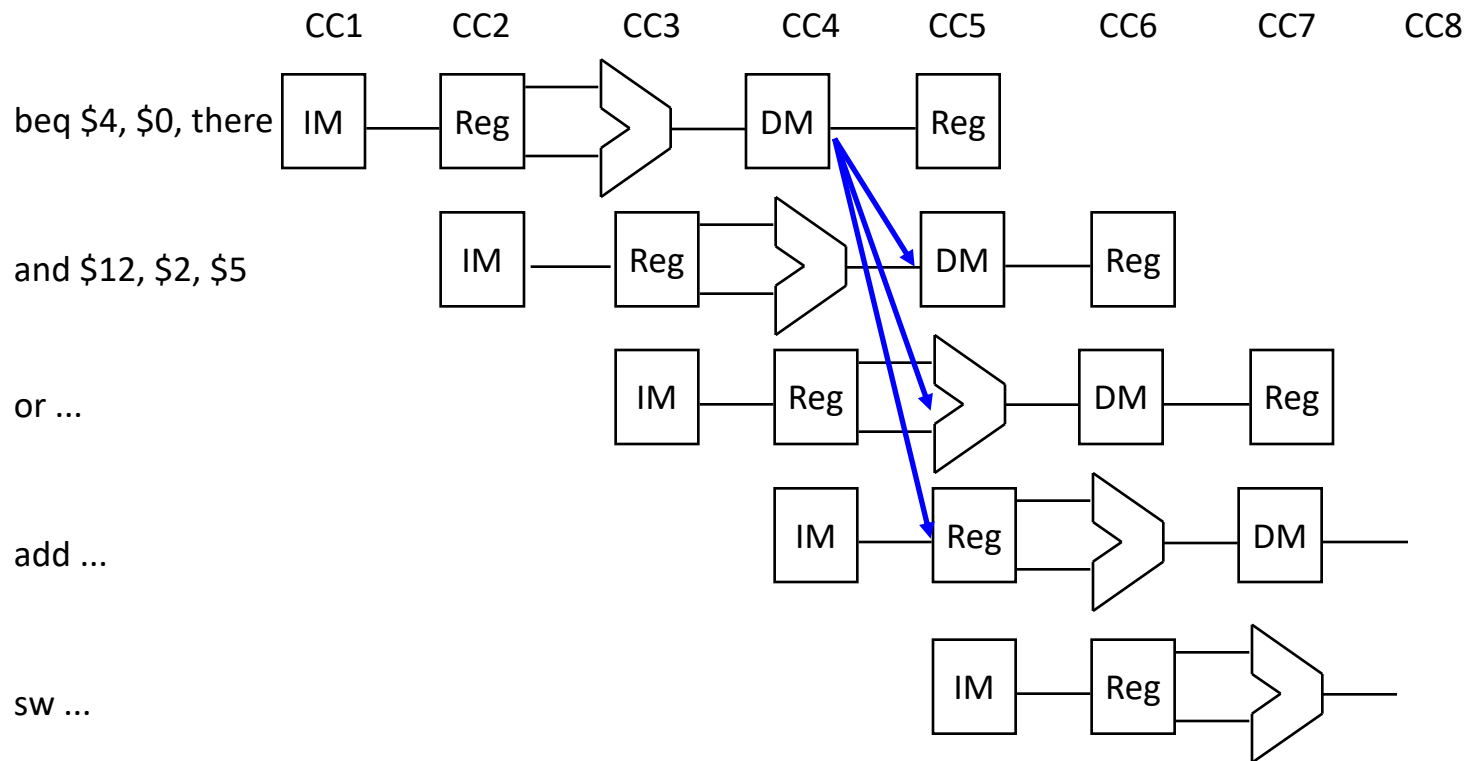 CC1 CC2 CC3 CC4 CC5 CC6 CC7 CC8
beq $4, $0, there IM Reg DM Reg
and $12, $2, $5 IM Reg DM Reg
or ... IM Reg DM Reg
add ... IM Reg DM
sw ... IM Reg